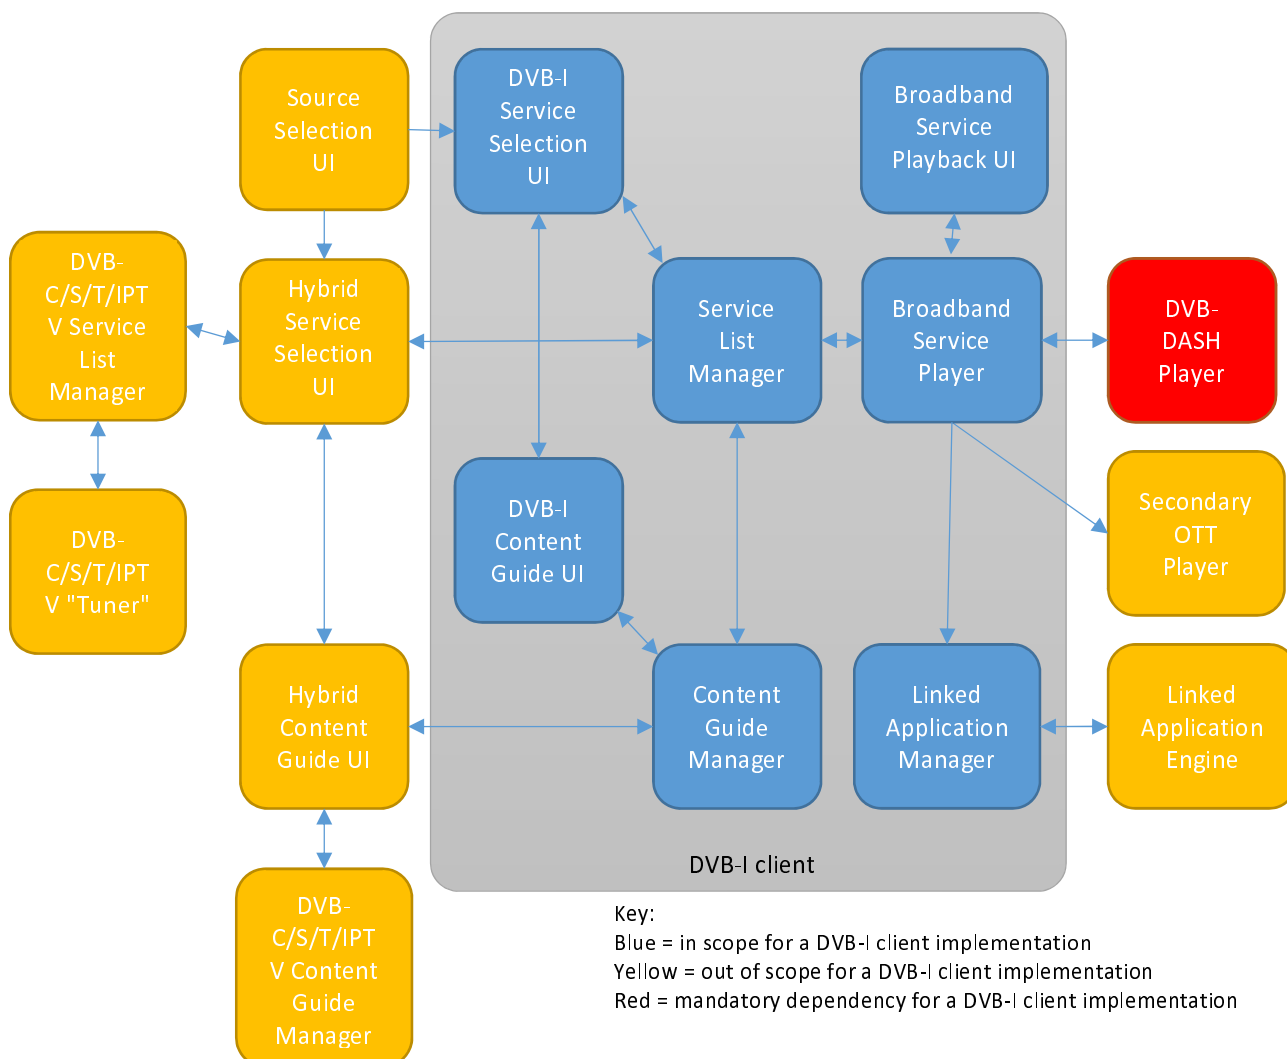 Source
Selection
UI
DVB-I
Service
Selection
UI
Broadband
Service
Playback UI
DVB-
C/S/T/IPT
V Service
List
Manager
Hybrid
Service
Selection
UI
Service
List
Manager
Broadband
Service
Player
DVB-
DASH
Player
DVB-
C/S/T/IPT
V "Tuner"
DVB-I
Content
Guide UI
Secondary
OTT
Player
Hybrid
Content
Guide UI
Content
Guide
Manager
Linked
Application
Manager
Linked
Application
Engine
DVB-I client
DVB-
C/S/T/IPT
V Content
Guide
Manager
Key:
Blue = in scope for a DVB-I client implementation
Yellow = out of scope for a DVB-I client implementation
Red = mandatory dependency for a DVB-I client implementation